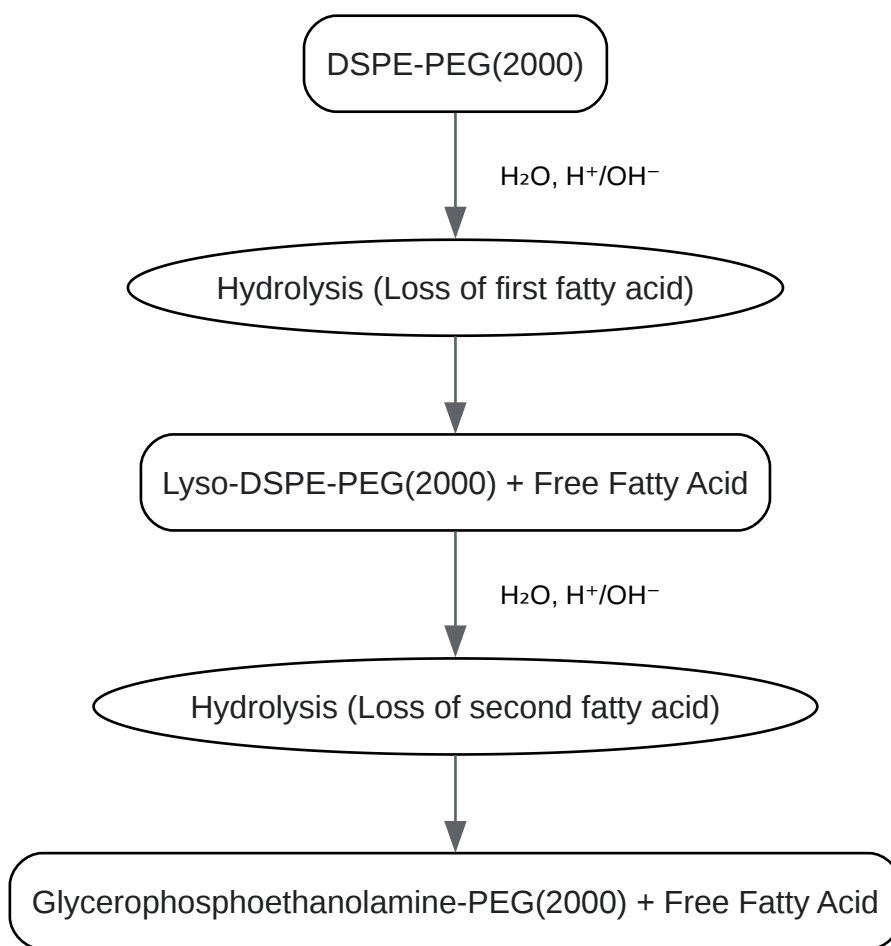 DSPE-PEG(2000)
H₂O, H⁺/OH⁻
Hydrolysis (Loss of first fatty acid)
Lyso-DSPE-PEG(2000) + Free Fatty Acid
H₂O, H⁺/OH⁻
Hydrolysis (Loss of second fatty acid)
Glycerophosphoethanolamine-PEG(2000) + Free Fatty Acid